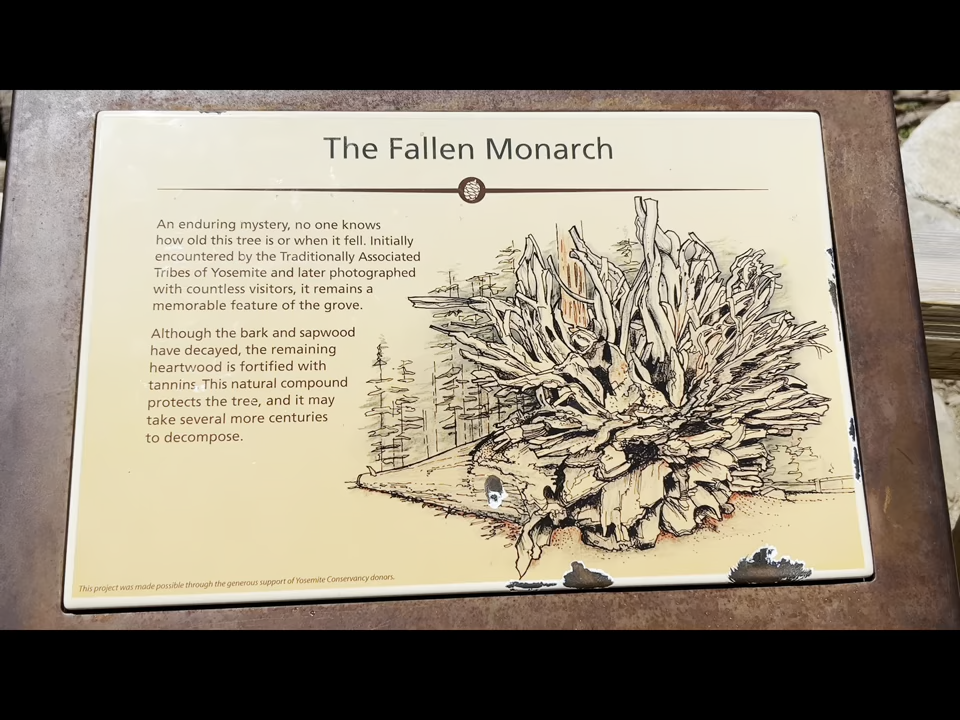 The Fallen Monarch
An enduring mystery, no one knows
how old this tree is or when it fell. Initially
encountered by the Traditionally Associated
Tribes of Yosemite and later photographed
with countless visitors, it remains a
memorable feature of the grove.
Although the bark and sapwood
have decayed, the remaining
heartwood is fortified with
tannins. This natural compound
protects the tree, and it may
take several more centuries
to decompose.
This project was made possible through the generous support of Yosemite Conservancy donors.